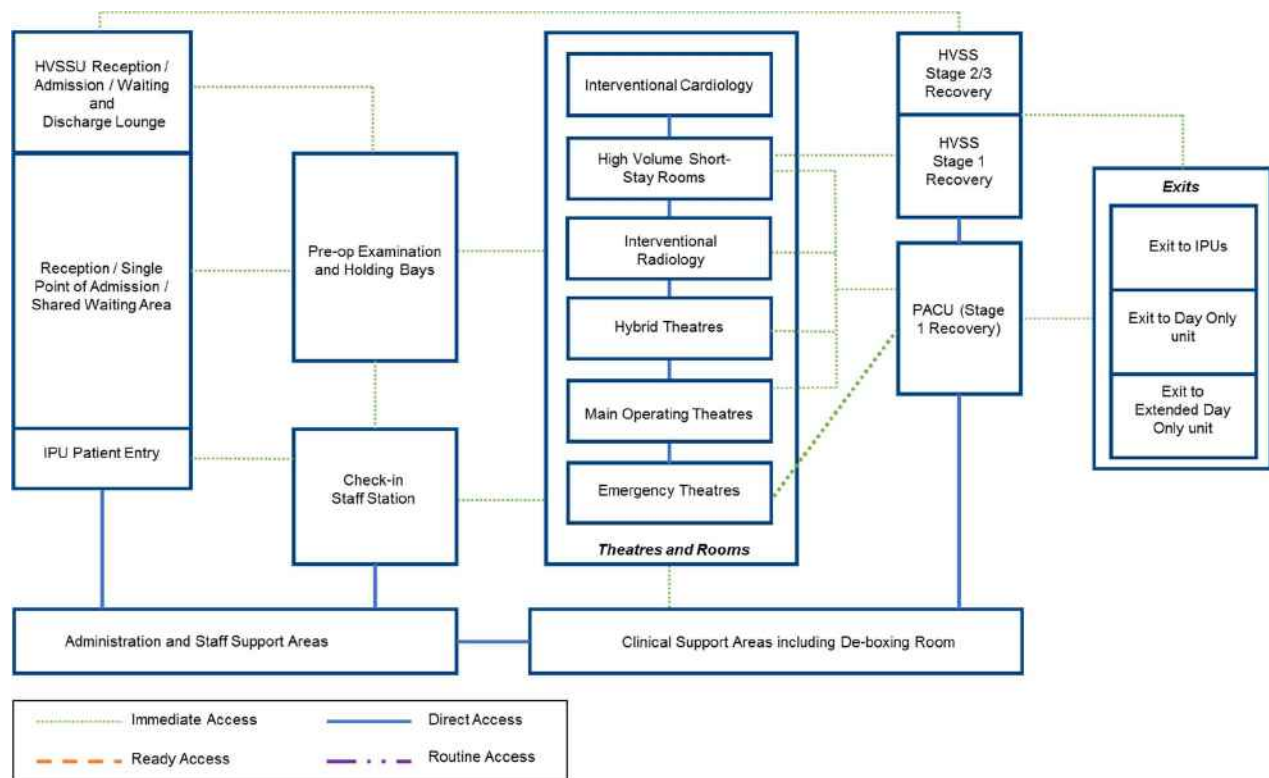 HVSSU Reception /
Admission / Waiting
and
Discharge Lounge
Reception / Single
Point of Admission /
Shared Waiting Area
IPU Patient Entry
Pre-op Examination
and Holding Bays
Check-in
Staff Station
Interventional Cardiology
High Volume Short-
Stay Rooms
Interventional
Radiology
Hybrid Theatres
Main Operating Theatres
Emergency Theatres
Theatres and Rooms
HVSS
Stage 2/3
Recovery
HVSS
Stage 1
Recovery
PACU (Stage
1 Recovery)
Exits
Exit to IPUs
Exit to Day Only
unit
Exit to
Extended Day
Only unit
Administration and Staff Support Areas
Clinical Support Areas including De-boxing Room
Immediate Access
Direct Access
Ready Access
Routine Access